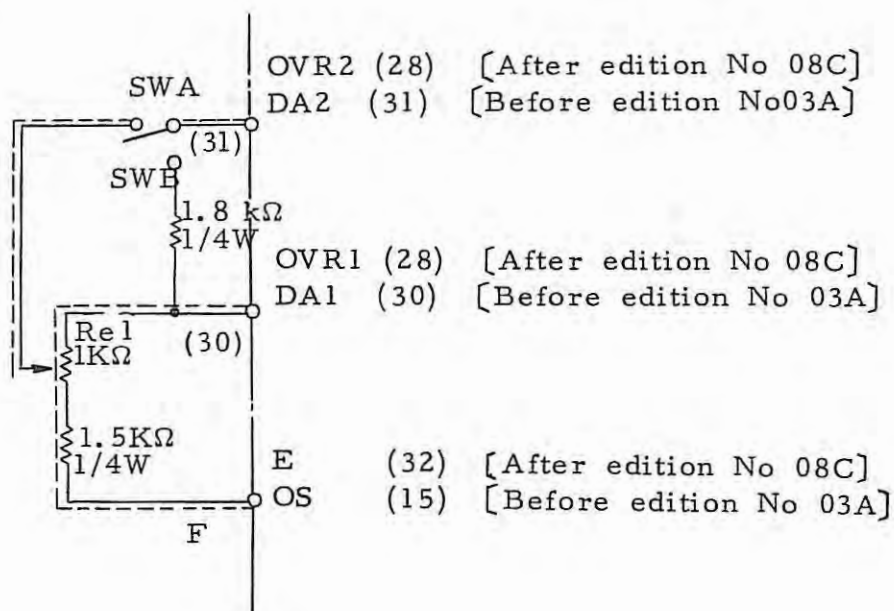 OVR2 (28) [After edition No 08C]
SWA
DA2 (31) [Before edition No03A]
(31)
SWB
1.8 kΩ
1/4W
OVR1 (28) [After edition No 08C]
DA1 (30) [Before edition No 03A]
Re1
(30)
1KΩ
1.5KΩ
1/4W
E (32) [After edition No 08C]
OS (15) [Before edition No 03A]
F